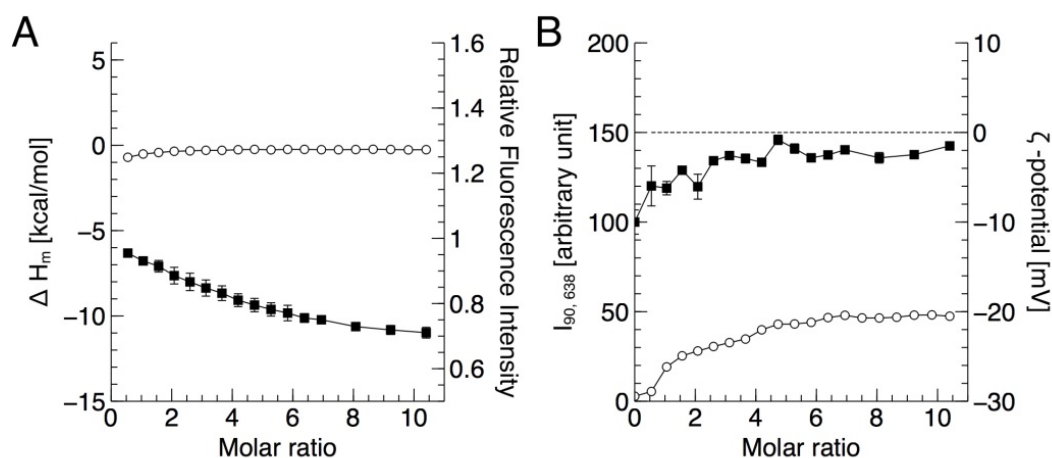 A
5
0
−5
−10
−15
Δ Hm [kcal/mol]
0 2 4 6 8 10
Molar ratio
1.6
1.4
1.2
1
0.8
0.6
Relative Fluorescence Intensity
B
200
150
100
50
0
I90, 638 [arbitrary unit]
0 2 4 6 8 10
Molar ratio
10
0
−10
−20
−30
ζ -potential [mV]